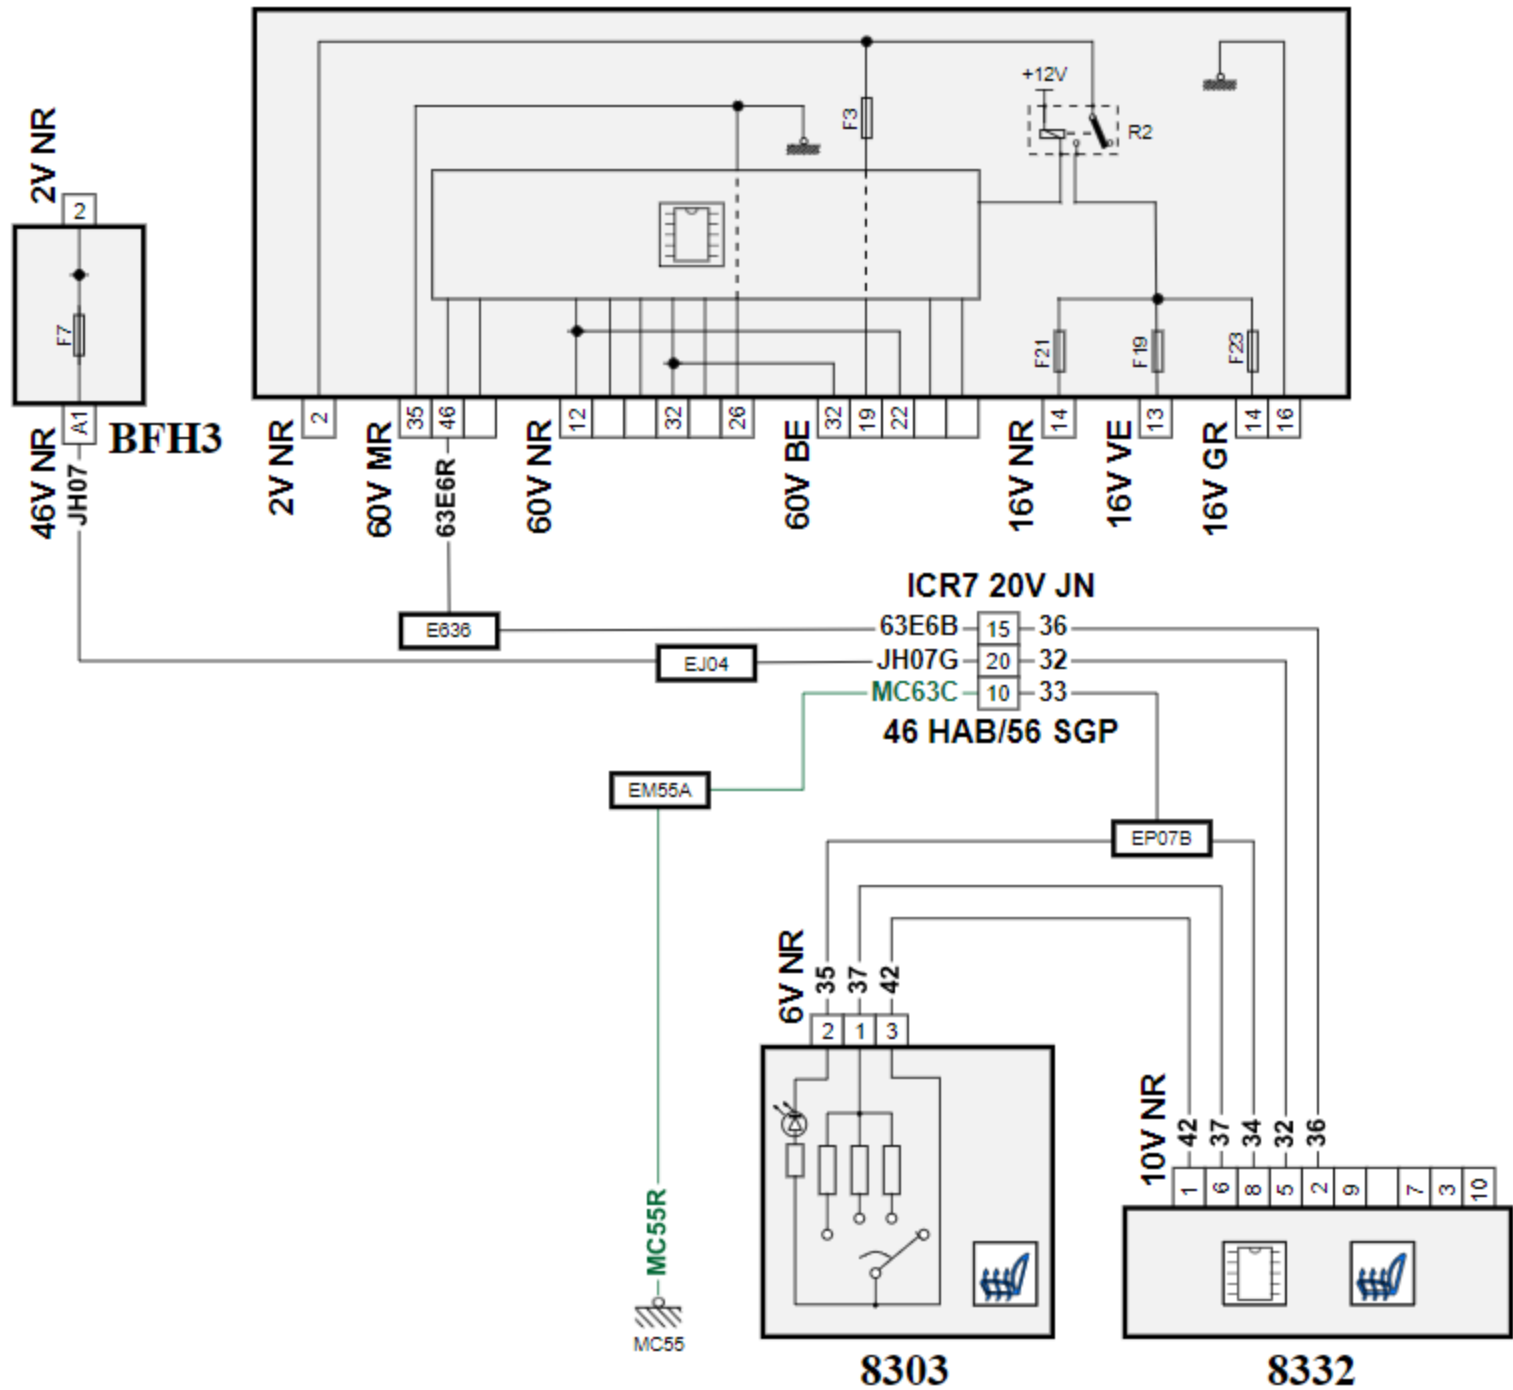 +12V
F3
R2
2V NR
2
F7
A1
46V NR
BFH3
JH07
F21
F19
F23
2
35
46
12
32
26
32
19
22
14
13
14
16
2V NR
60V MR
60V NR
60V BE
16V NR
16V VE
16V GR
63E6R
ICR7 20V JN
E636
63E6B
15
36
EJ04
JH07G
20
32
MC63C
10
33
46 HAB/56 SGP
EM55A
EP07B
6V NR
35
37
42
2
1
3
10V NR
42
37
34
32
36
1
6
8
5
2
9
7
3
10
MC55R
MC55
8303
8332